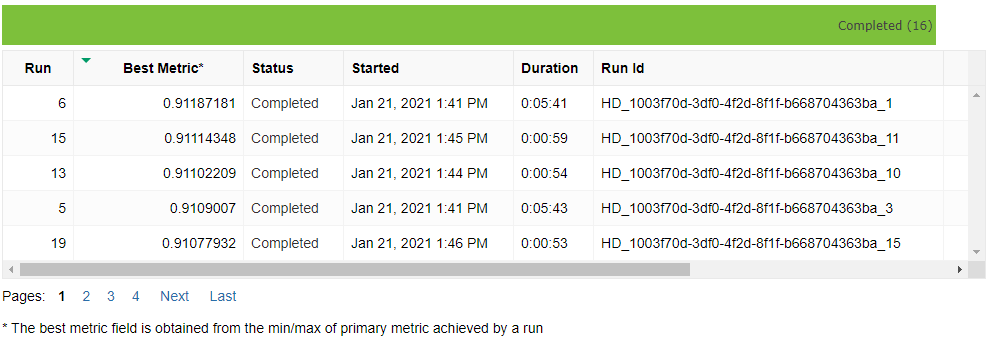 Completed (16)
Run Best Metric* Status Started Duration Run Id
6 0.91187181 Completed Jan 21, 2021 1:41 PM 0:05:41 HD_1003f70d-3df0-4f2d-8f1f-b668704363ba_1
15 0.91114348 Completed Jan 21, 2021 1:45 PM 0:00:59 HD_1003f70d-3df0-4f2d-8f1f-b668704363ba_11
13 0.91102209 Completed Jan 21, 2021 1:44 PM 0:00:54 HD_1003f70d-3df0-4f2d-8f1f-b668704363ba_10
5 0.9109007 Completed Jan 21, 2021 1:41 PM 0:05:43 HD_1003f70d-3df0-4f2d-8f1f-b668704363ba_3
19 0.91077932 Completed Jan 21, 2021 1:46 PM 0:00:53 HD_1003f70d-3df0-4f2d-8f1f-b668704363ba_15
Pages: 1 2 3 4 Next Last
* The best metric field is obtained from the min/max of primary metric achieved by a run